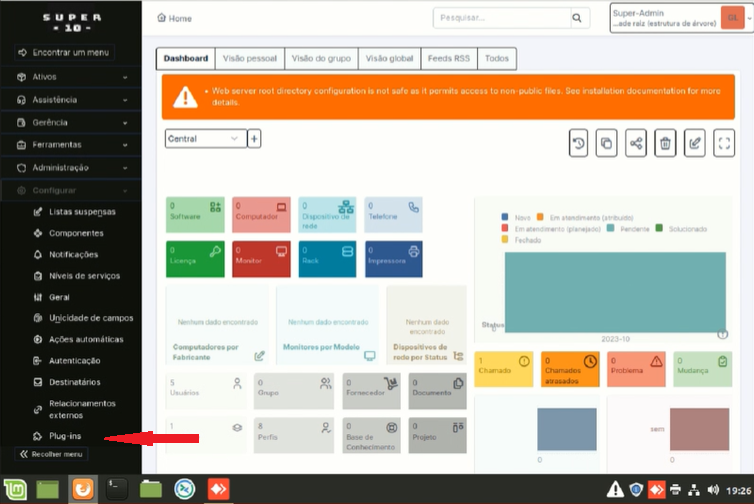 SUPER
- 10 -
Encontrar um menu
Ativos
Assistência
Gerência
Ferramentas
Administração
Configurar
Listas suspensas
Componentes
Notificações
Níveis de serviços
Geral
Unicidade de campos
Ações automáticas
Autenticação
Destinatários
Relacionamentos
externos
Plug-ins
Recolher menu
Home
Pesquisar...
Super-Admin
...ade raiz (estrutura de árvore)
GL
Dashboard
Visão pessoal
Visão do grupo
Visão global
Feeds RSS
Todos
• Web server root directory configuration is not safe as it permits access to non-public files. See installation documentation for more
details.
Central
+
0
Software
0
Computador
0
Dispositivo de
rede
0
Telefone
0
Licença
0
Monitor
0
Rack
0
Impressora
Nenhum dado encontrado
Computadores por
Fabricante
Nenhum dado encontrado
Monitores por Modelo
Nenhum dado
encontrado
Dispositivos de
rede por Status
5
Usuários
0
Grupo
0
Fornecedor
0
Documento
1
8
Perfis
0
Base de
Conhecimento
0
Projeto
Novo
Em atendimento (atribuído)
Em atendimento (planejado)
Pendente
Solucionado
Fechado
Status
2023-10
1
Chamado
0
Chamados
atrasados
0
Problema
0
Mudança
0
sem
0
19:26